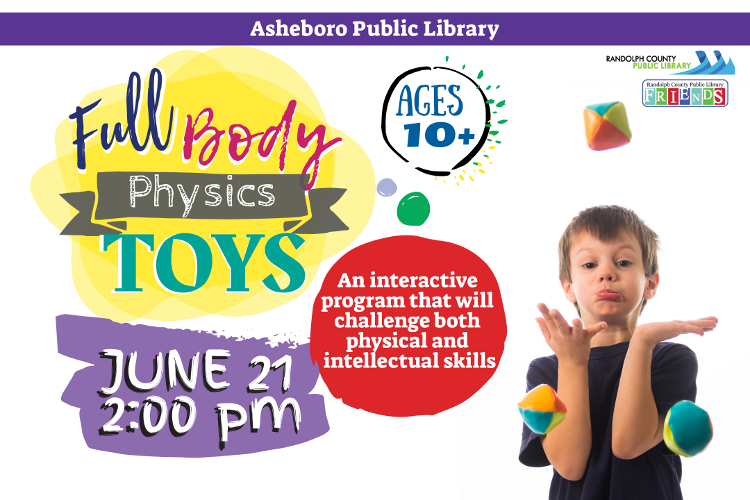 Asheboro Public Library
RANDOLPH COUNTY
PUBLIC LIBRARY
Randolph County Public Library
FRIENDS
Full Body
Physics
TOYS
AGES
10+
An interactive
program that will
challenge both
physical and
intellectual skills
JUNE 21
2:00 pm